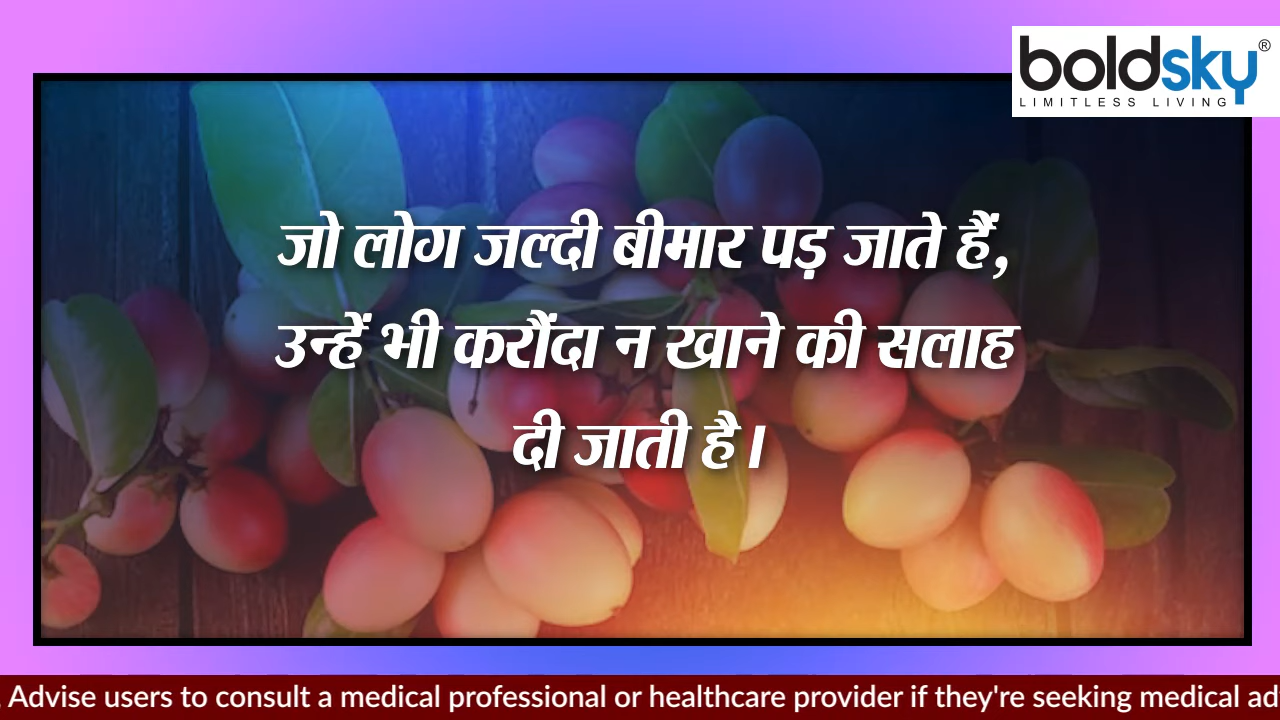 boldsky®
LIMITLESS LIVING
जो लोग जल्दी बीमार पड़ जाते हैं,
उन्हें भी करौंदा न खाने की सलाह
दी जाती है।
Advise users to consult a medical professional or healthcare provider if they're seeking medical ad